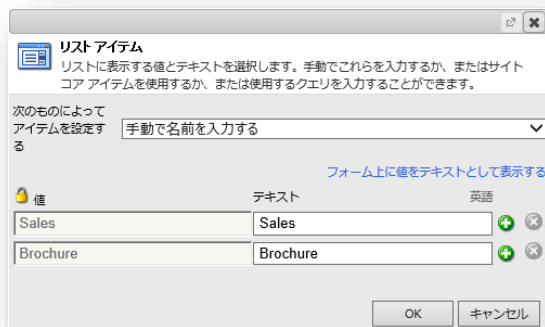 リスト アイテム
リストに表示する値とテキストを選択します。手動でこれらを入力するか、またはサイト
コア アイテムを使用するか、または使用するクエリを入力することができます。
次のものによって
アイテムを設定す
る
手動で名前を入力する
フォーム上に値をテキストとして表示する
値 テキスト 英語
Sales Sales
Brochure Brochure
OK キャンセル